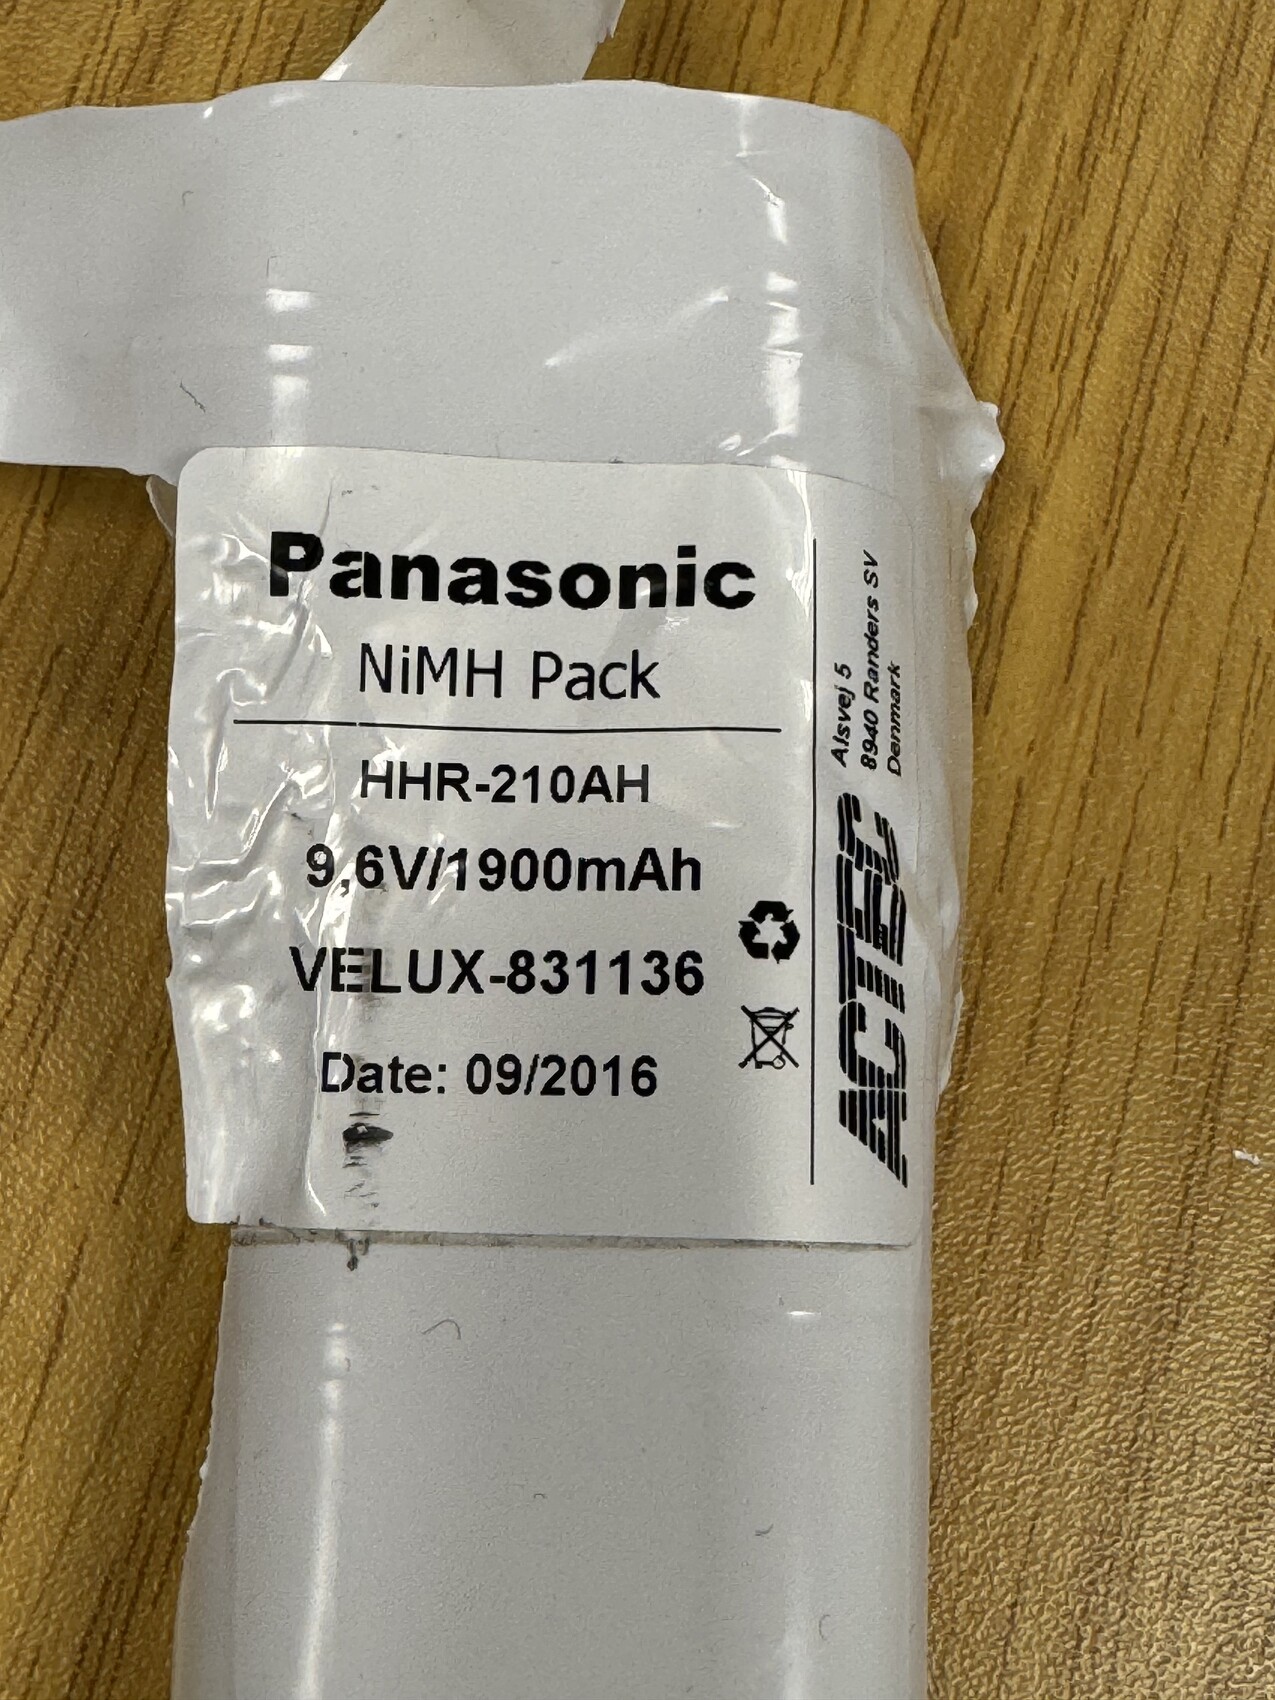 Panasonic
NiMH Pack
HHR-210AH
9,6V/1900mAh
VELUX-831136
Date: 09/2016
ACTEC
Alsvej 5
8940 Randers SV
Denmark